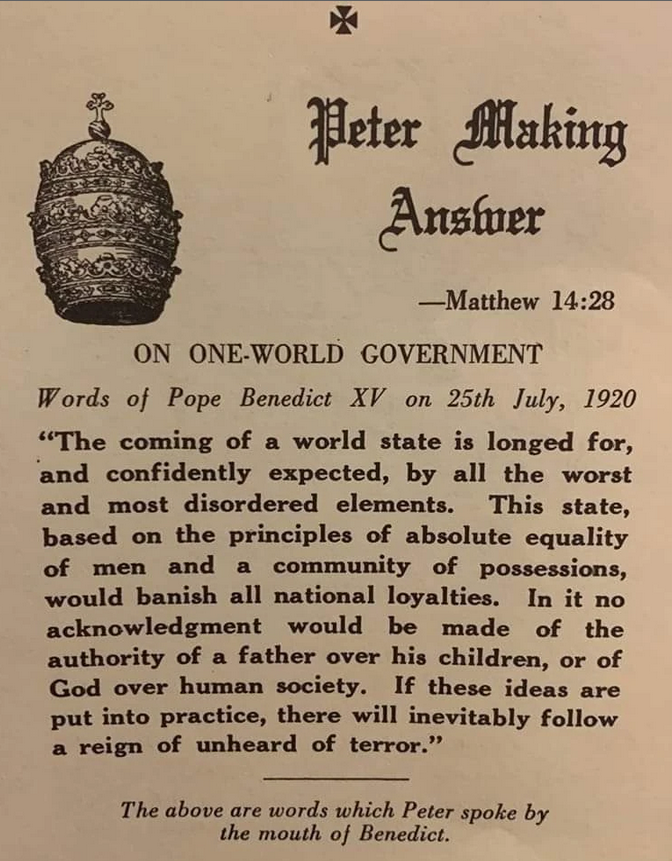 Peter Making
Answer
—Matthew 14:28
ON ONE-WORLD GOVERNMENT
Words of Pope Benedict XV on 25th July, 1920
“The coming of a world state is longed for,
and confidently expected, by all the worst
and most disordered elements. This state,
based on the principles of absolute equality
of men and a community of possessions,
would banish all national loyalties. In it no
acknowledgment would be made of the
authority of a father over his children, or of
God over human society. If these ideas are
put into practice, there will inevitably follow
a reign of unheard of terror.”
The above are words which Peter spoke by
the mouth of Benedict.